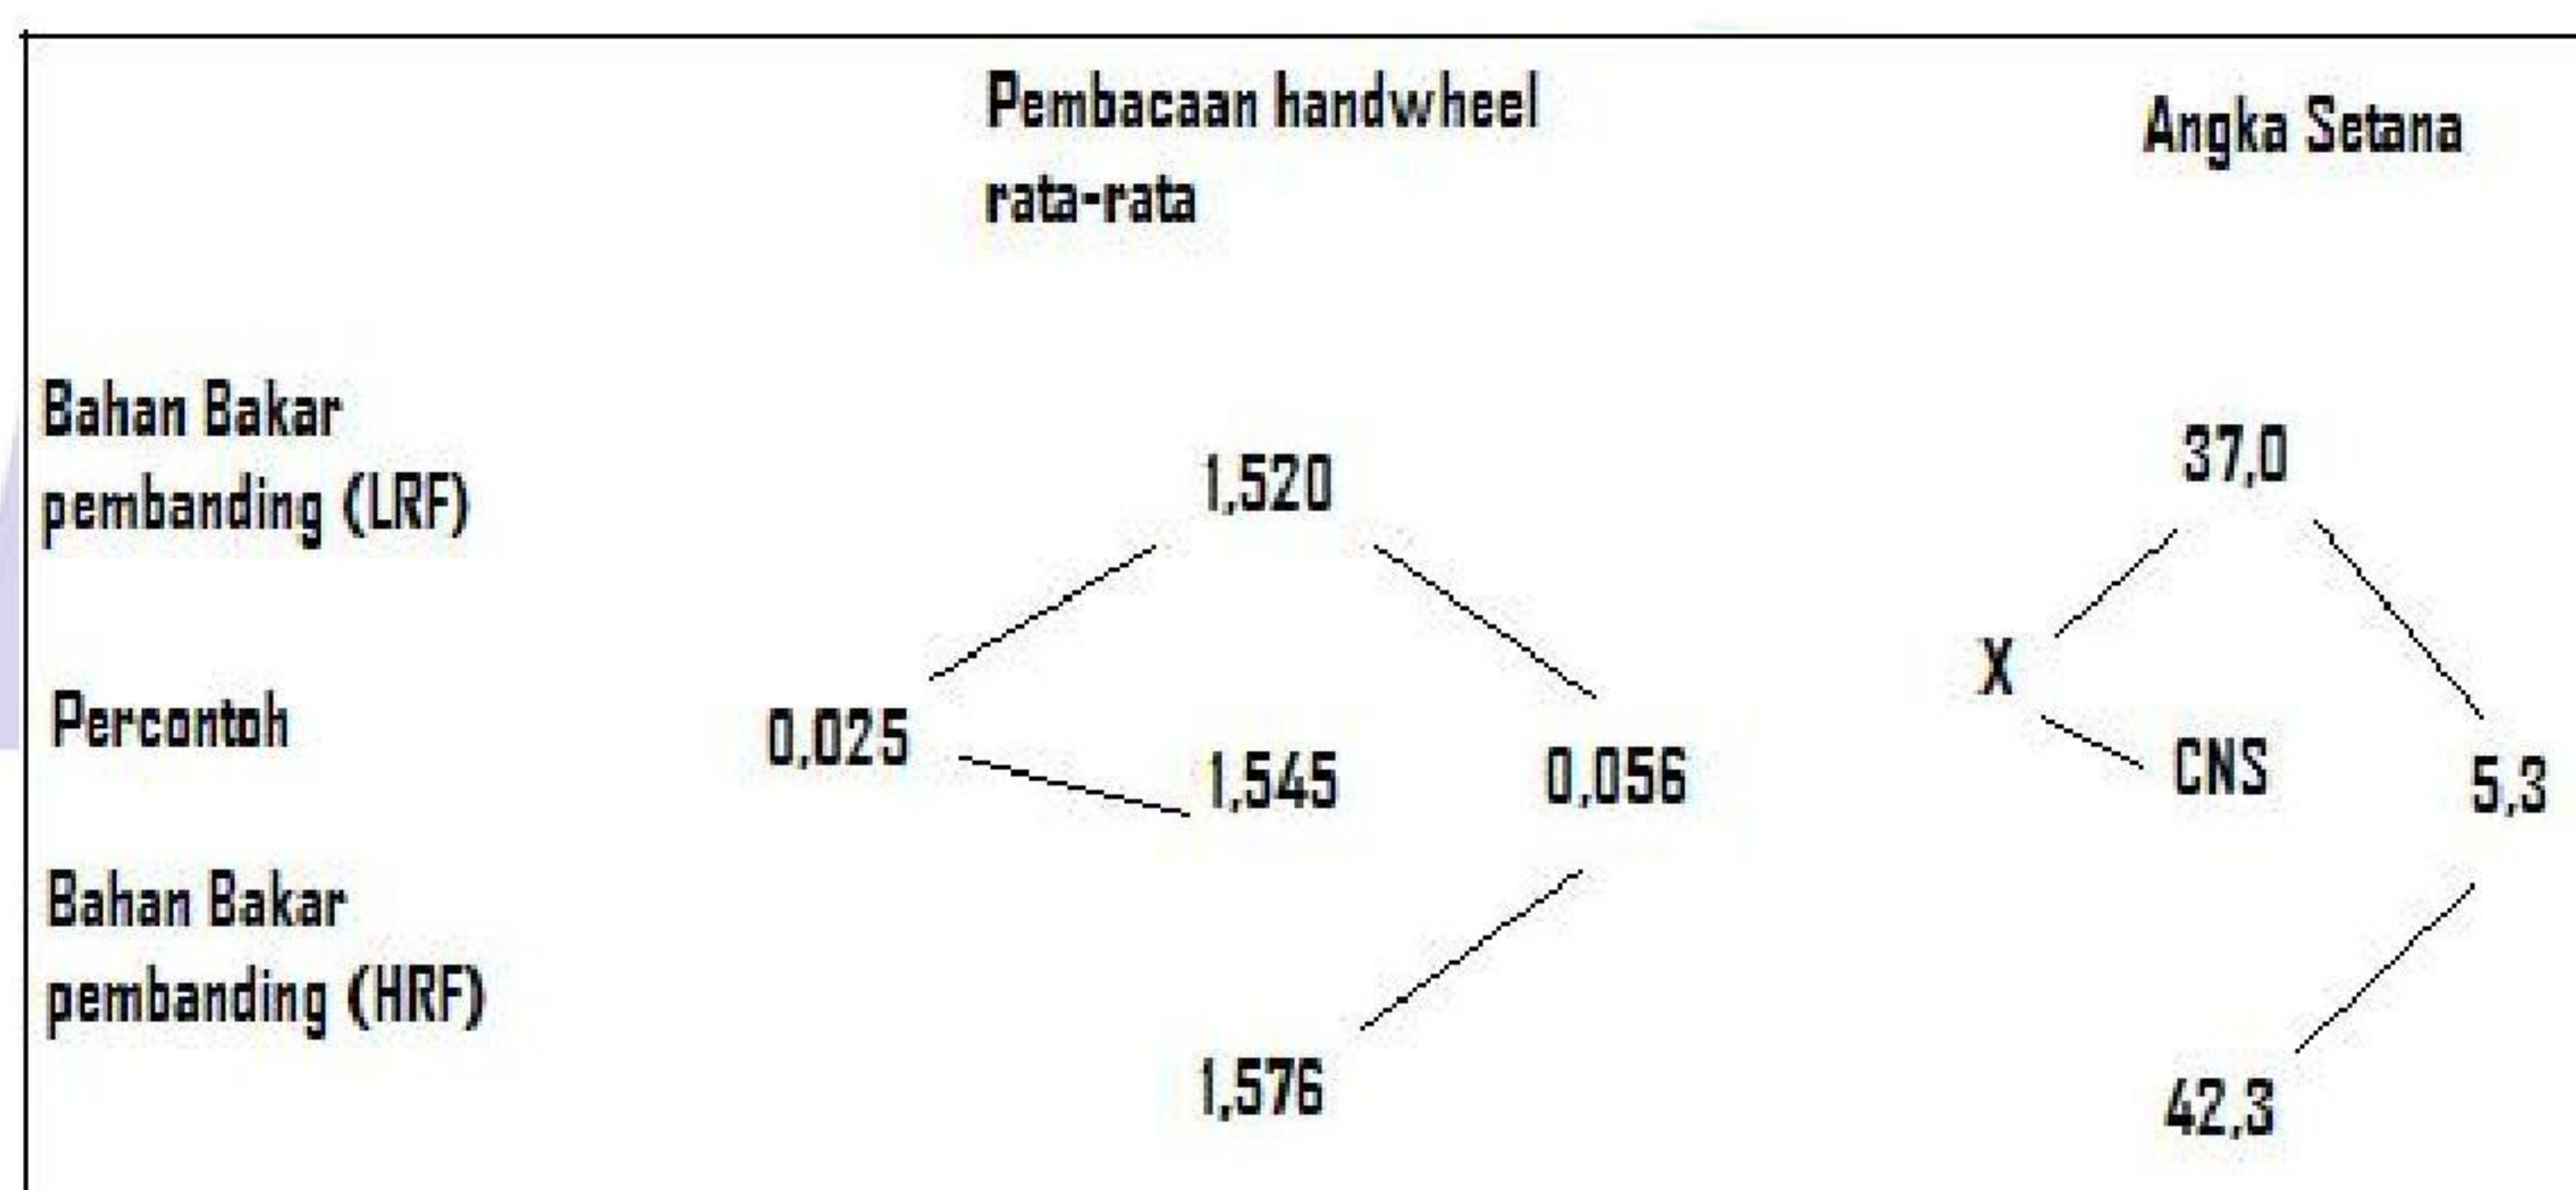 Pembacaan handwheel
rata-rata
Angka Setana
Bahan Bakar
pembanding (LRF)
1,520
37,0
Percontoh
0,025
1,545
0,056
X
CNS
5,3
Bahan Bakar
pembanding (HRF)
1,576
42,3